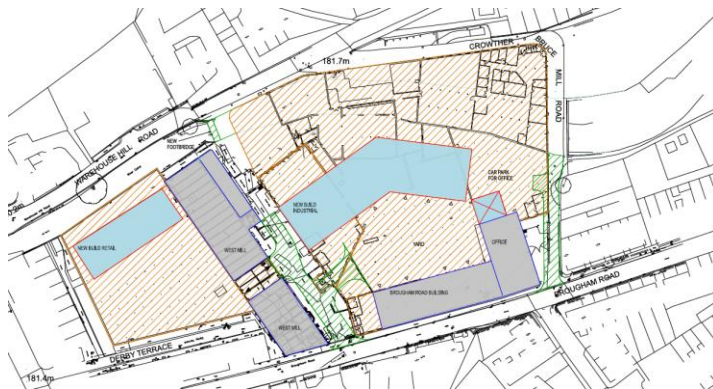 CROWTHER
BRUCE
MILL ROAD
181.7m
WAREHOUSE HILL ROAD
NEW
FOOTBRIDGE
CAR PARK
FOR OFFICE
NEW BUILD
INDUSTRIAL
NEW BUILD RETAIL
WEST MILL
YARD
OFFICE
BROUGHAM ROAD BUILDING
WEST MILL
BROUGHAM ROAD
DERBY TERRACE
181.4m